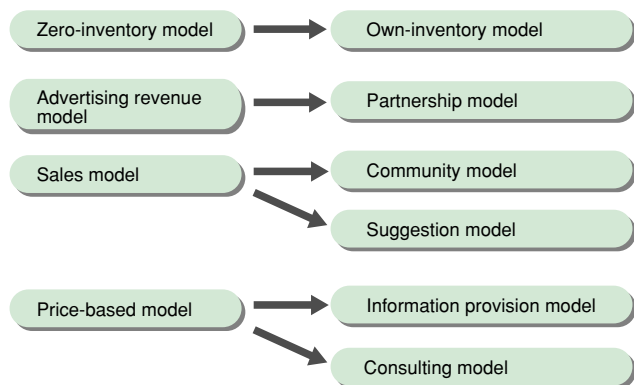 Zero-inventory model
Own-inventory model
Advertising revenue
model
Partnership model
Sales model
Community model
Suggestion model
Price-based model
Information provision model
Consulting model